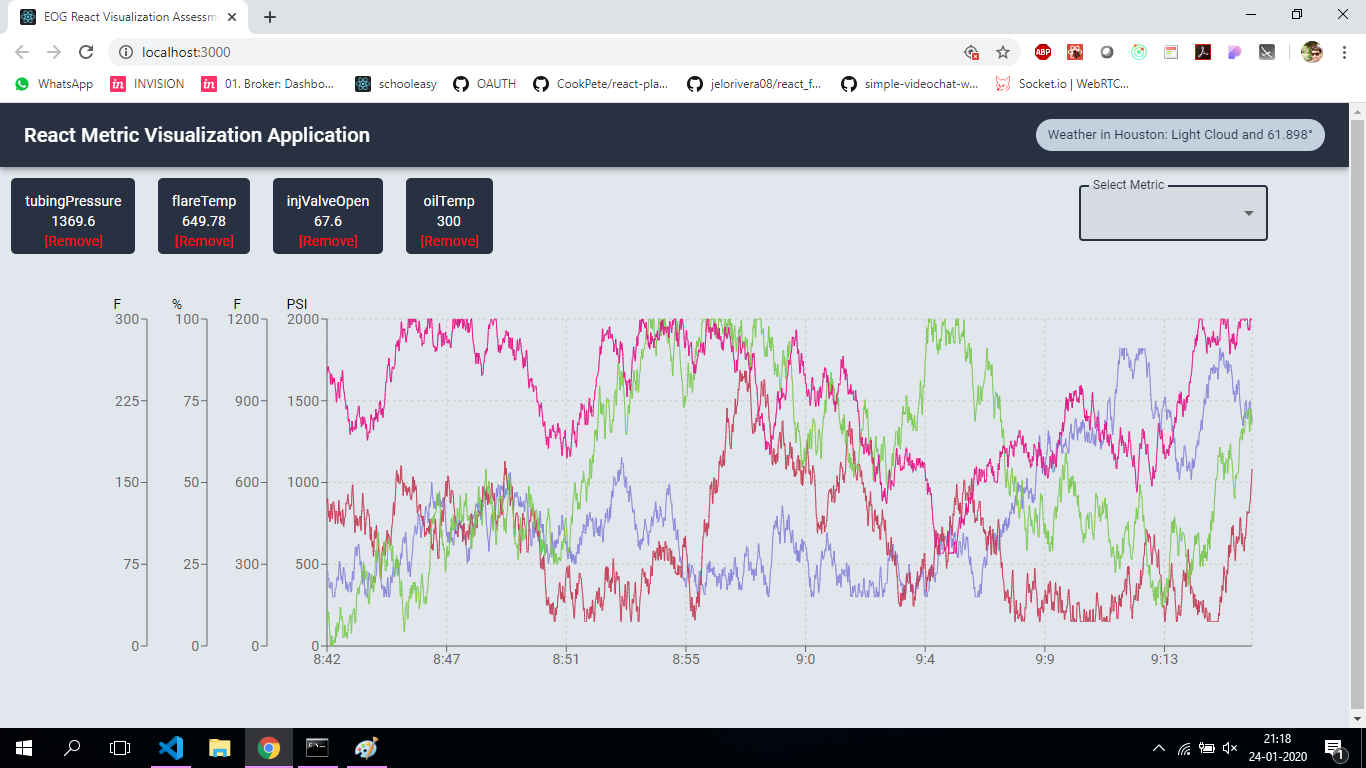 EOG React Visualization Assessm
localhost:3000
ABP
WhatsApp INVISION 01. Broker: Dashbo... schooleasy OAUTH CookPete/react-pla... jelorivera08/react_f... simple-videochat-w... Socket.io | WebRTC...
React Metric Visualization Application
Weather in Houston: Light Cloud and 61.898°
tubingPressure flareTemp injValveOpen oilTemp
1369.6 649.78 67.6 300
[Remove] [Remove] [Remove] [Remove]
Select Metric
F % F PSI
300 100 1200 2000
225 75 900 1500
150 50 600 1000
75 25 300 500
0 0 0 0
8:42 8:47 8:51 8:55 9:0 9:4 9:9 9:13
21:18
24-01-2020
1